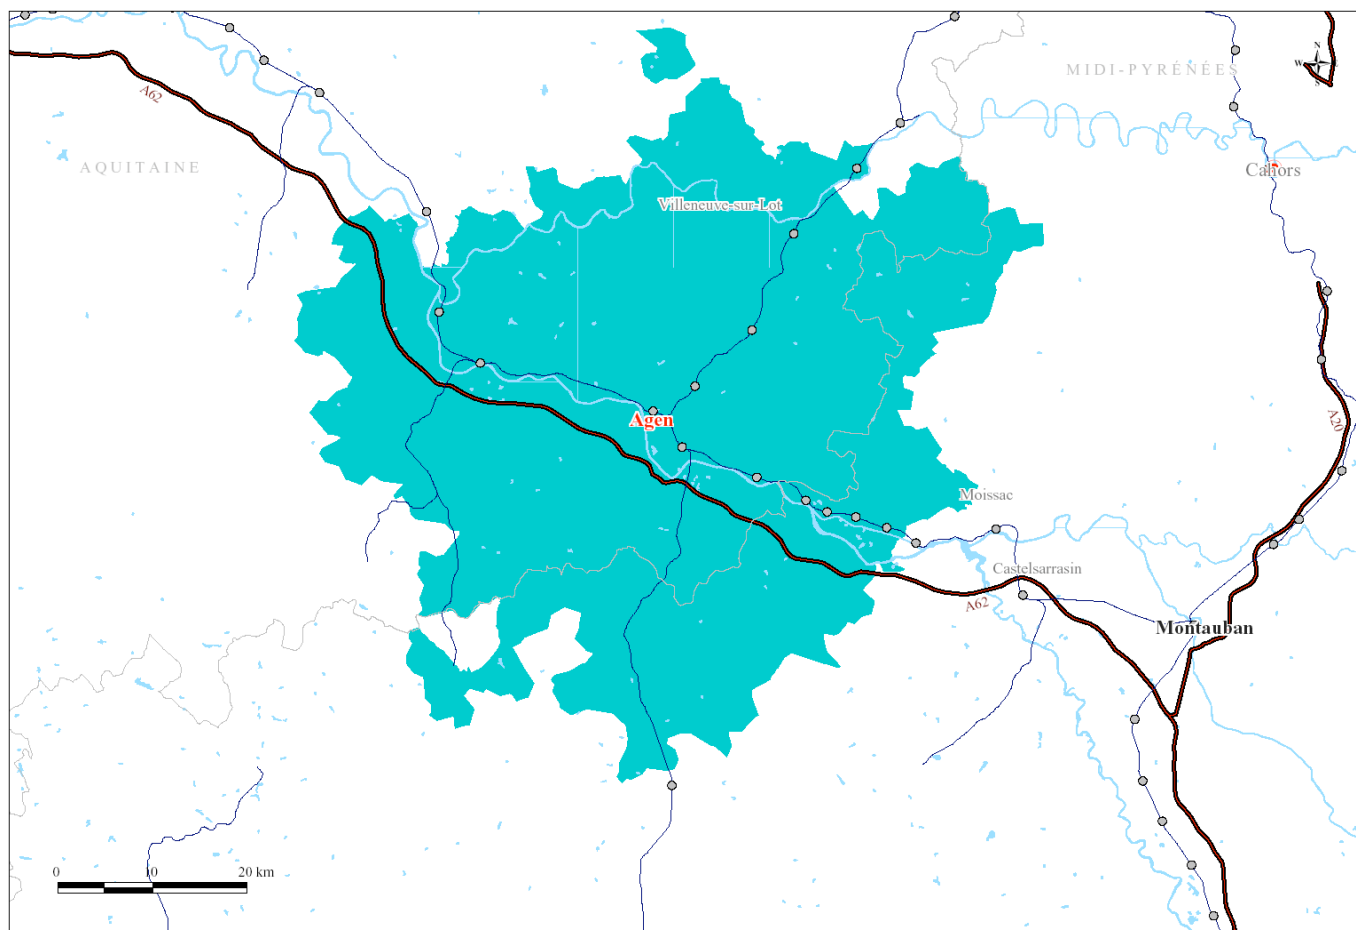 N
W
S
MIDI-PYRÉNÉES
A62
AQUITAINE
Cahors
Villeneuve-sur-Lot
Agen
A20
Moissac
Castelsarrasin
A62
Montauban
0 10 20 km